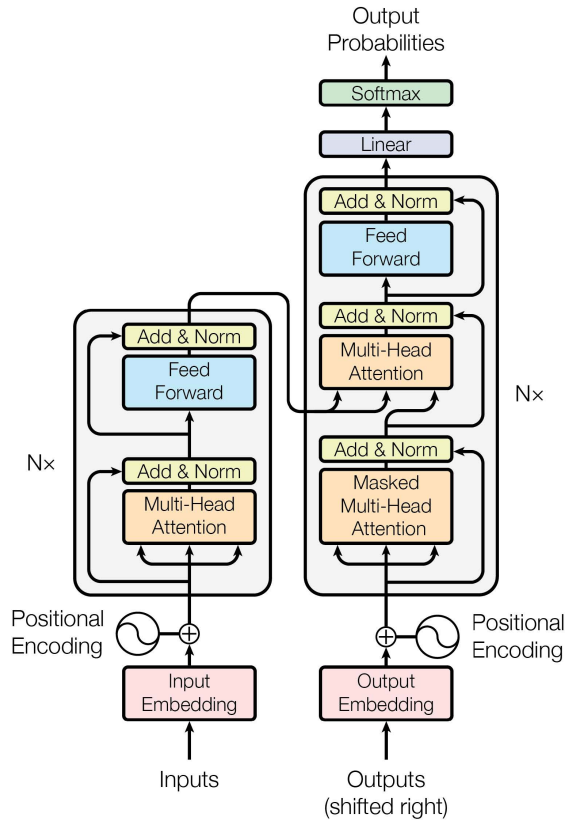 Output
Probabilities
Softmax
Linear
Add & Norm
Feed
Forward
Add & Norm
Multi-Head
Attention
Add & Norm
Masked
Multi-Head
Attention
N×
Add & Norm
Feed
Forward
Add & Norm
Multi-Head
Attention
N×
Positional
Encoding
Positional
Encoding
Input
Embedding
Output
Embedding
Inputs
Outputs
(shifted right)